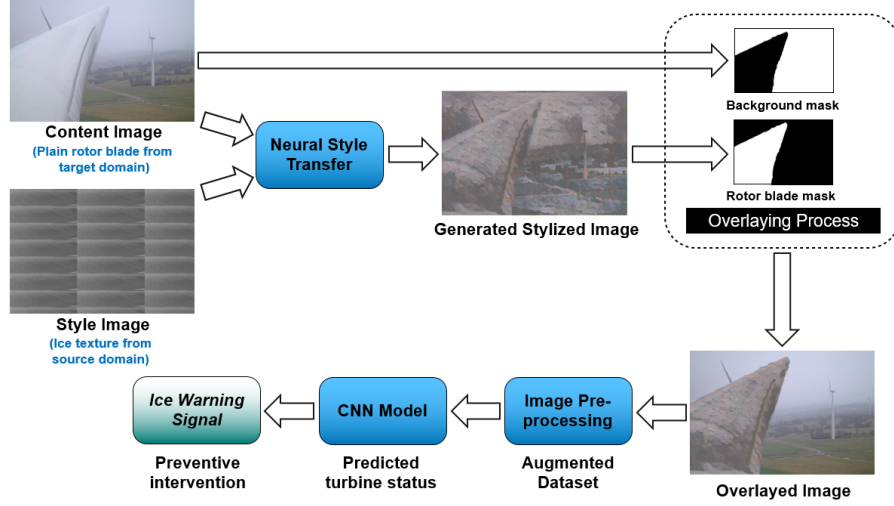 Content Image
(Plain rotor blade from
target domain)
Neural Style
Transfer
Generated Stylized Image
Background mask
Rotor blade mask
Overlaying Process
Style Image
(Ice texture from
source domain)
Ice Warning
Signal
CNN Model
Image Pre-
processing
Preventive
intervention
Predicted
turbine status
Augmented
Dataset
Overlayed Image